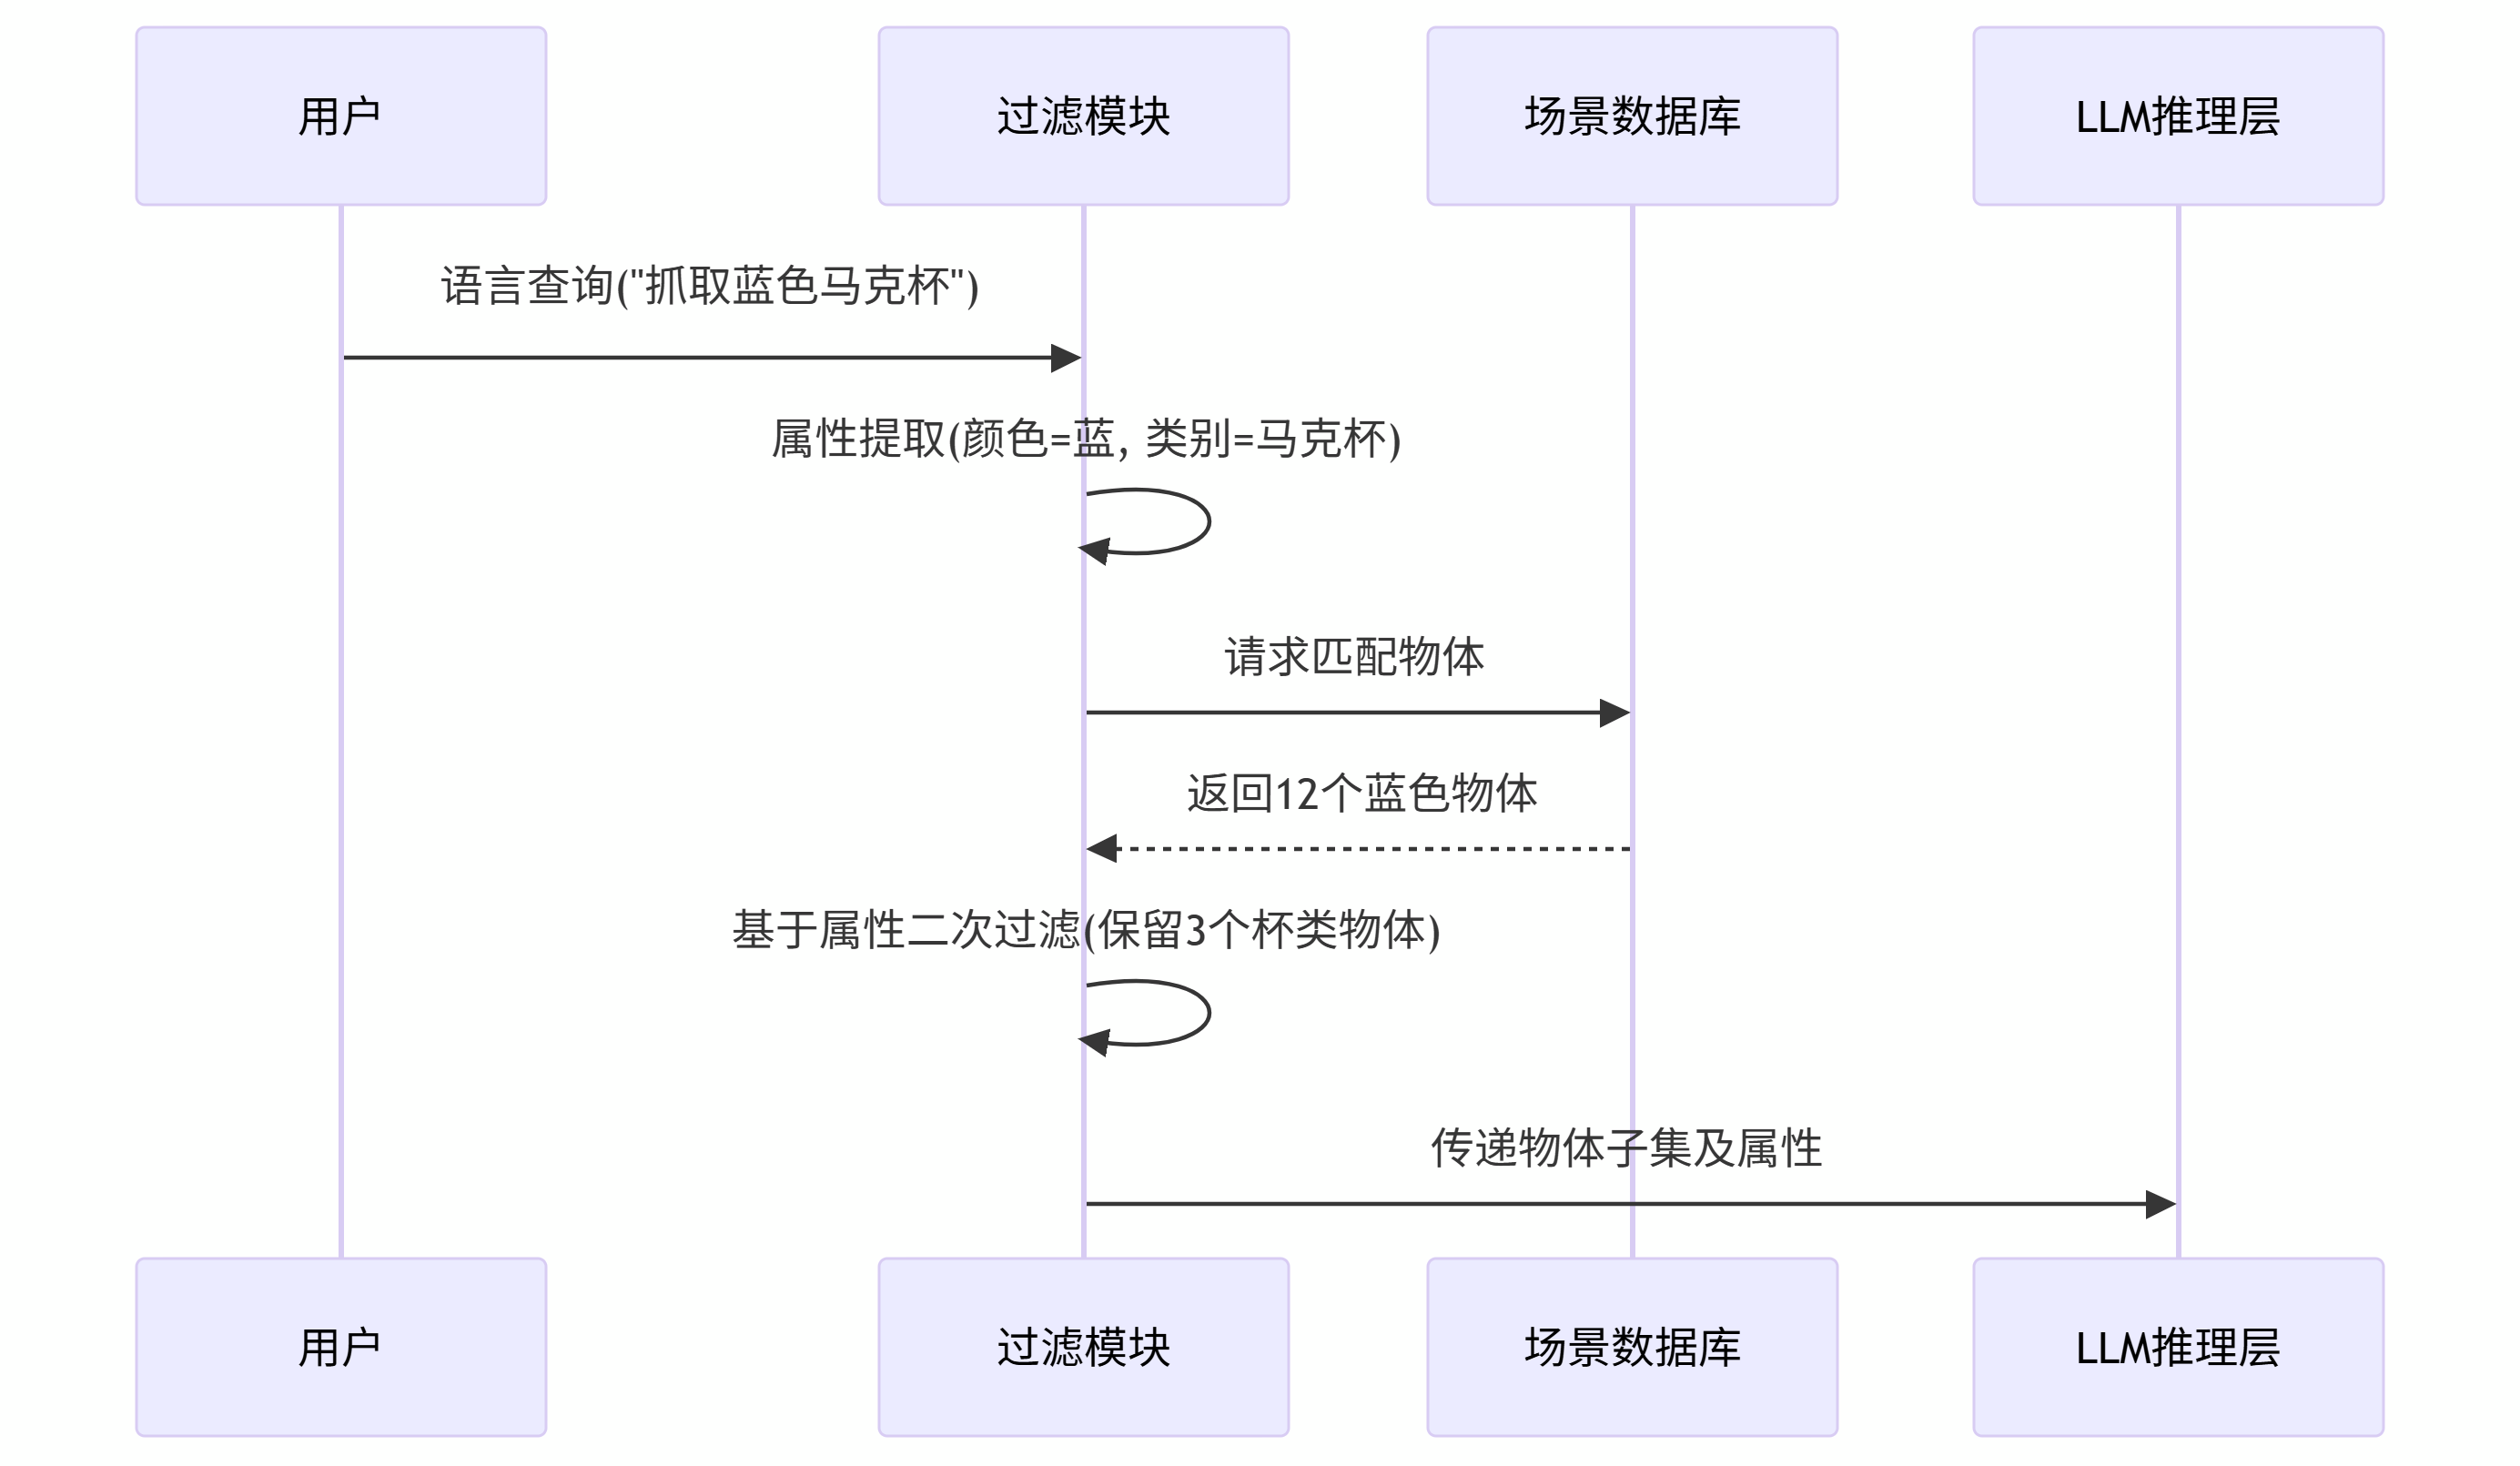 用户
过滤模块
场景数据库
LLM推理层
语言查询("抓取蓝色马克杯")
属性提取(颜色=蓝, 类别=马克杯)
请求匹配物体
返回12个蓝色物体
基于属性二次过滤(保留3个杯类物体)
传递物体子集及属性
用户
过滤模块
场景数据库
LLM推理层